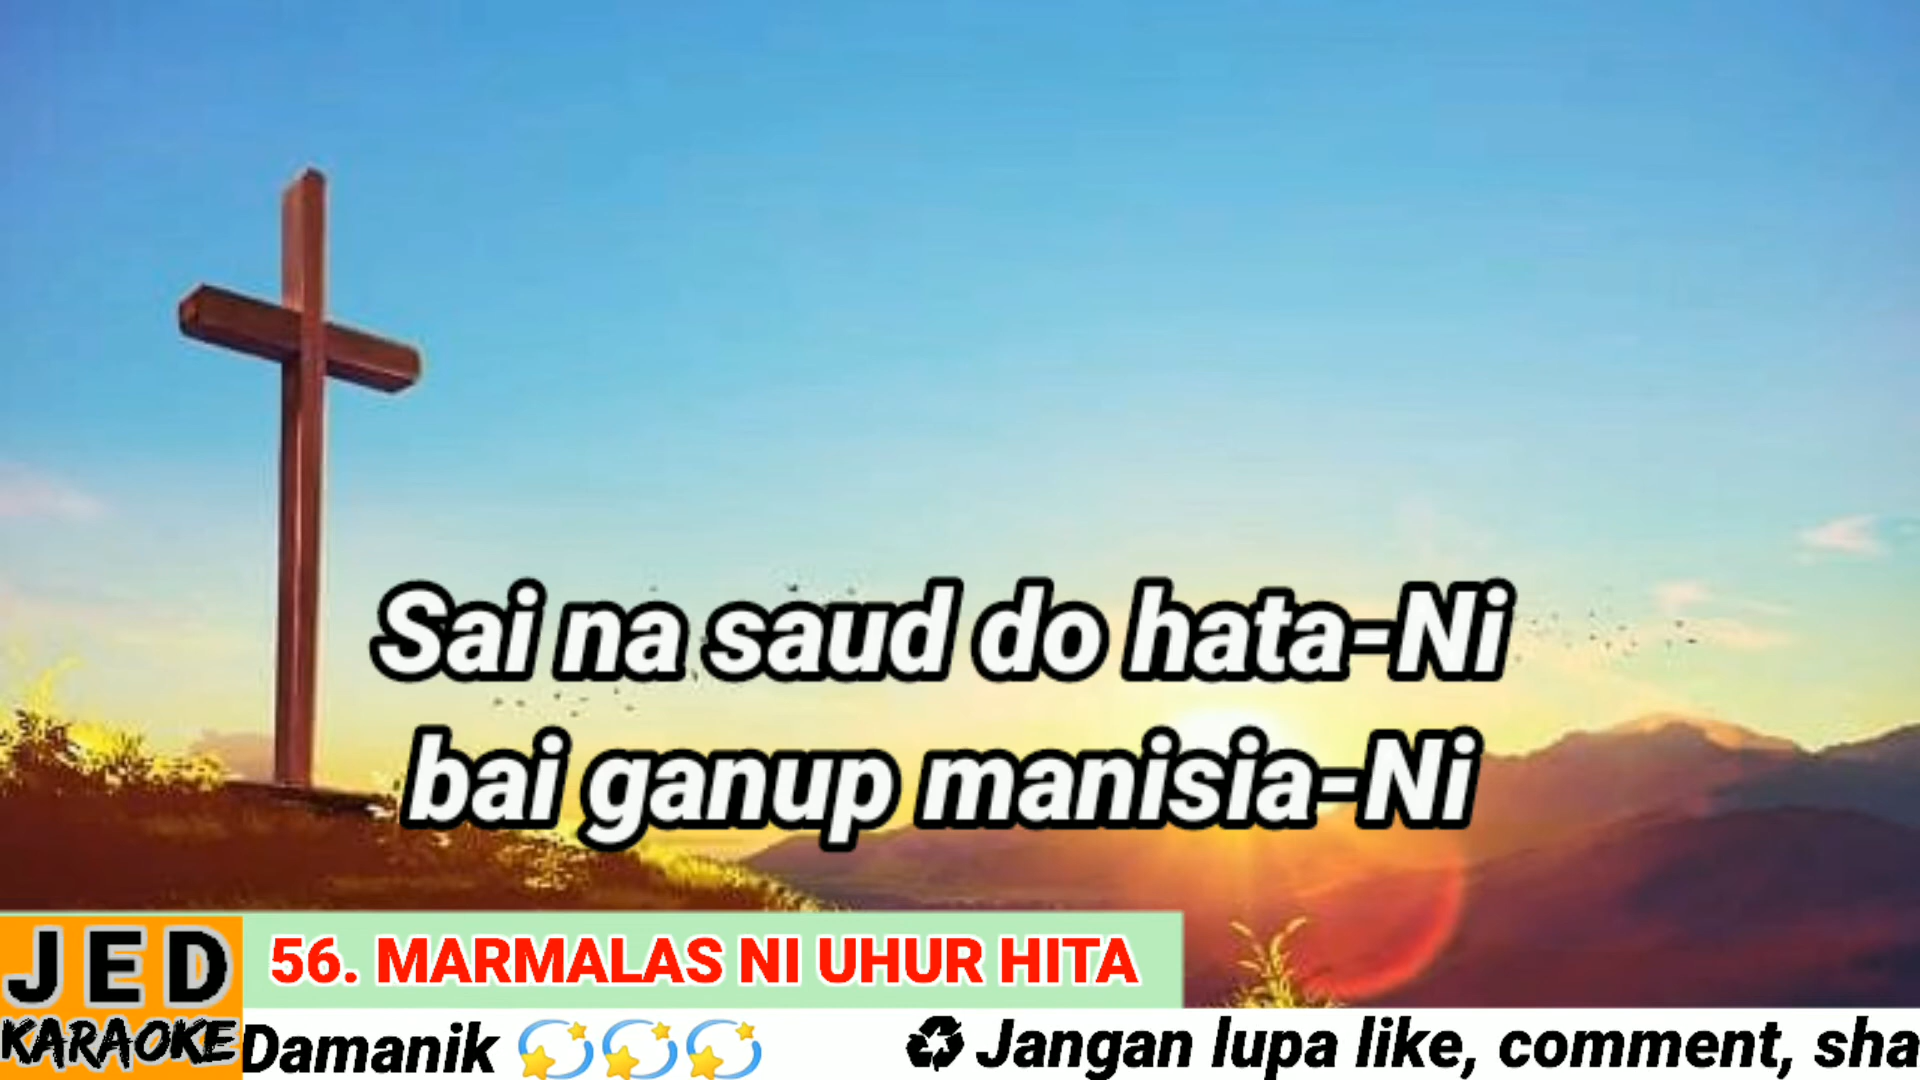 Sai na saud do hata-Ni
bai ganup manisia-Ni
JED
KARAOKE
56. MARMALAS NI UHUR HITA
Damanik 💫💫💫 ♻ Jangan lupa like, comment, sha